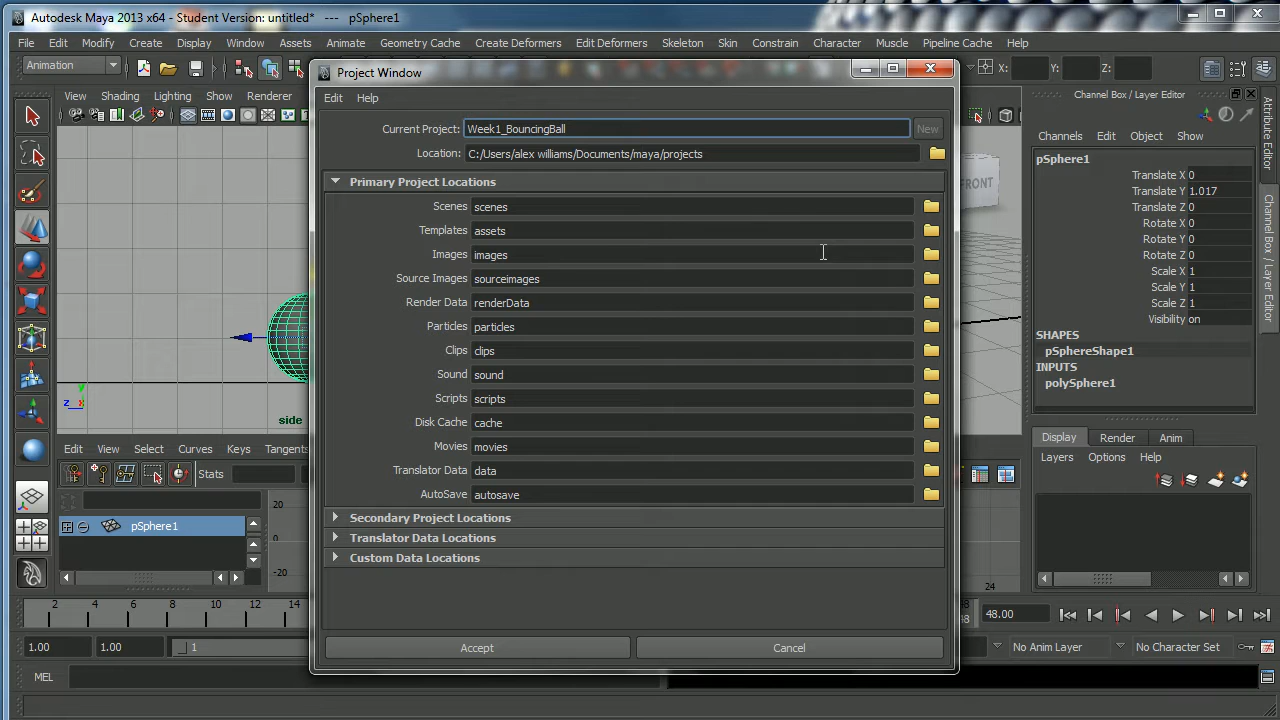 Autodesk Maya 2013 x64 - Student Version: untitled*   ---   pSphere1
File Edit Modify Create Display Window Assets Animate Geometry Cache Create Deformers Edit Deformers Skeleton Skin Constrain Character Muscle Pipeline Cache Help
Animation
X: Y: Z:
View Shading Lighting Show Renderer
Project Window
Edit Help
Current Project: Week1_BouncingBall New
Location: C:/Users/alex williams/Documents/maya/projects
Primary Project Locations
Scenes scenes
Templates assets
Images images
Source Images sourceimages
Render Data renderData
Particles particles
Clips clips
Sound sound
Scripts scripts
Disk Cache cache
Movies movies
Translator Data data
AutoSave autosave
Secondary Project Locations
Translator Data Locations
Custom Data Locations
Accept Cancel
FRONT
Channel Box / Layer Editor
Channels Edit Object Show
pSphere1
Translate X 0
Translate Y 1.017
Translate Z 0
Rotate X 0
Rotate Y 0
Rotate Z 0
Scale X 1
Scale Y 1
Scale Z 1
Visibility on
SHAPES
pSphereShape1
INPUTS
polySphere1
Attribute Editor
Channel Box / Layer Editor
Display Render Anim
Layers Options Help
y
z x
side
Edit View Select Curves Keys Tangents
Stats
pSphere1
20
0
-20
24
2 4 6 8 10 12 14
48.00
1.00 1.00 1
No Anim Layer No Character Set
MEL